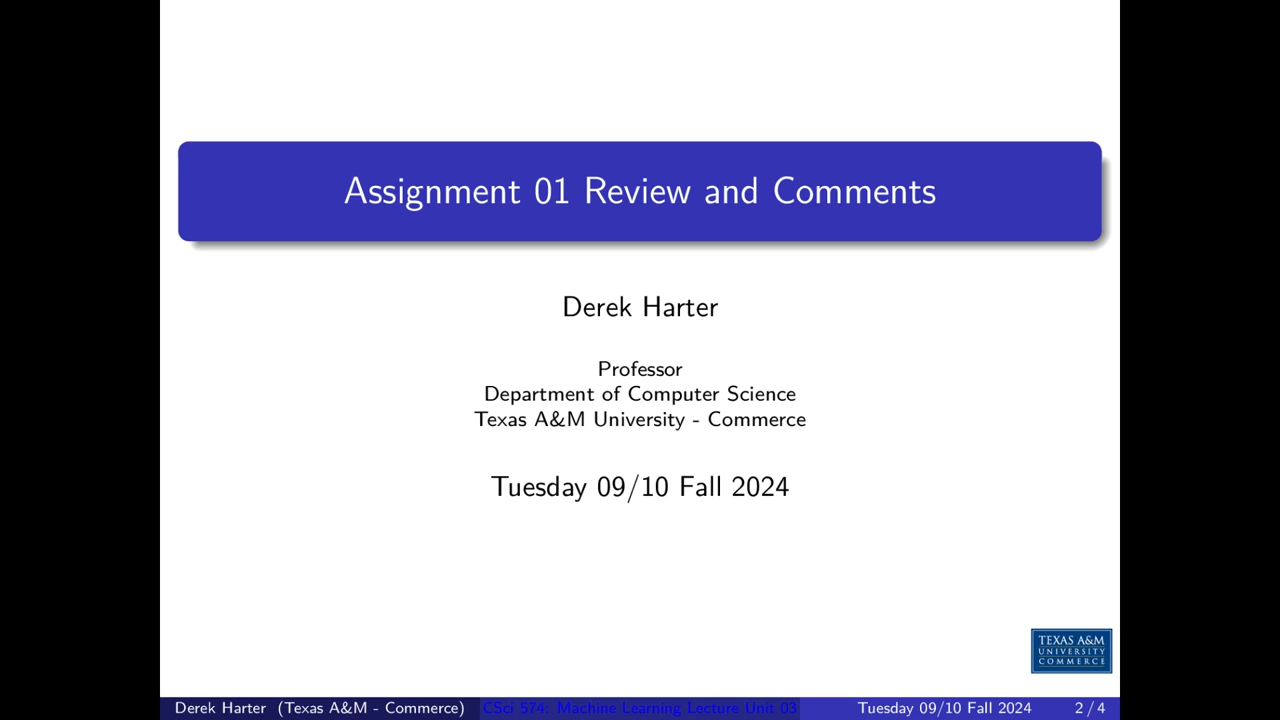 Assignment 01 Review and Comments
Derek Harter
Professor
Department of Computer Science
Texas A&M University - Commerce
Tuesday 09/10 Fall 2024
TEXAS A&M
UNIVERSITY
COMMERCE
Derek Harter (Texas A&M - Commerce) CSci 574: Machine Learning Lecture Unit 03 Tuesday 09/10 Fall 2024 2 / 4